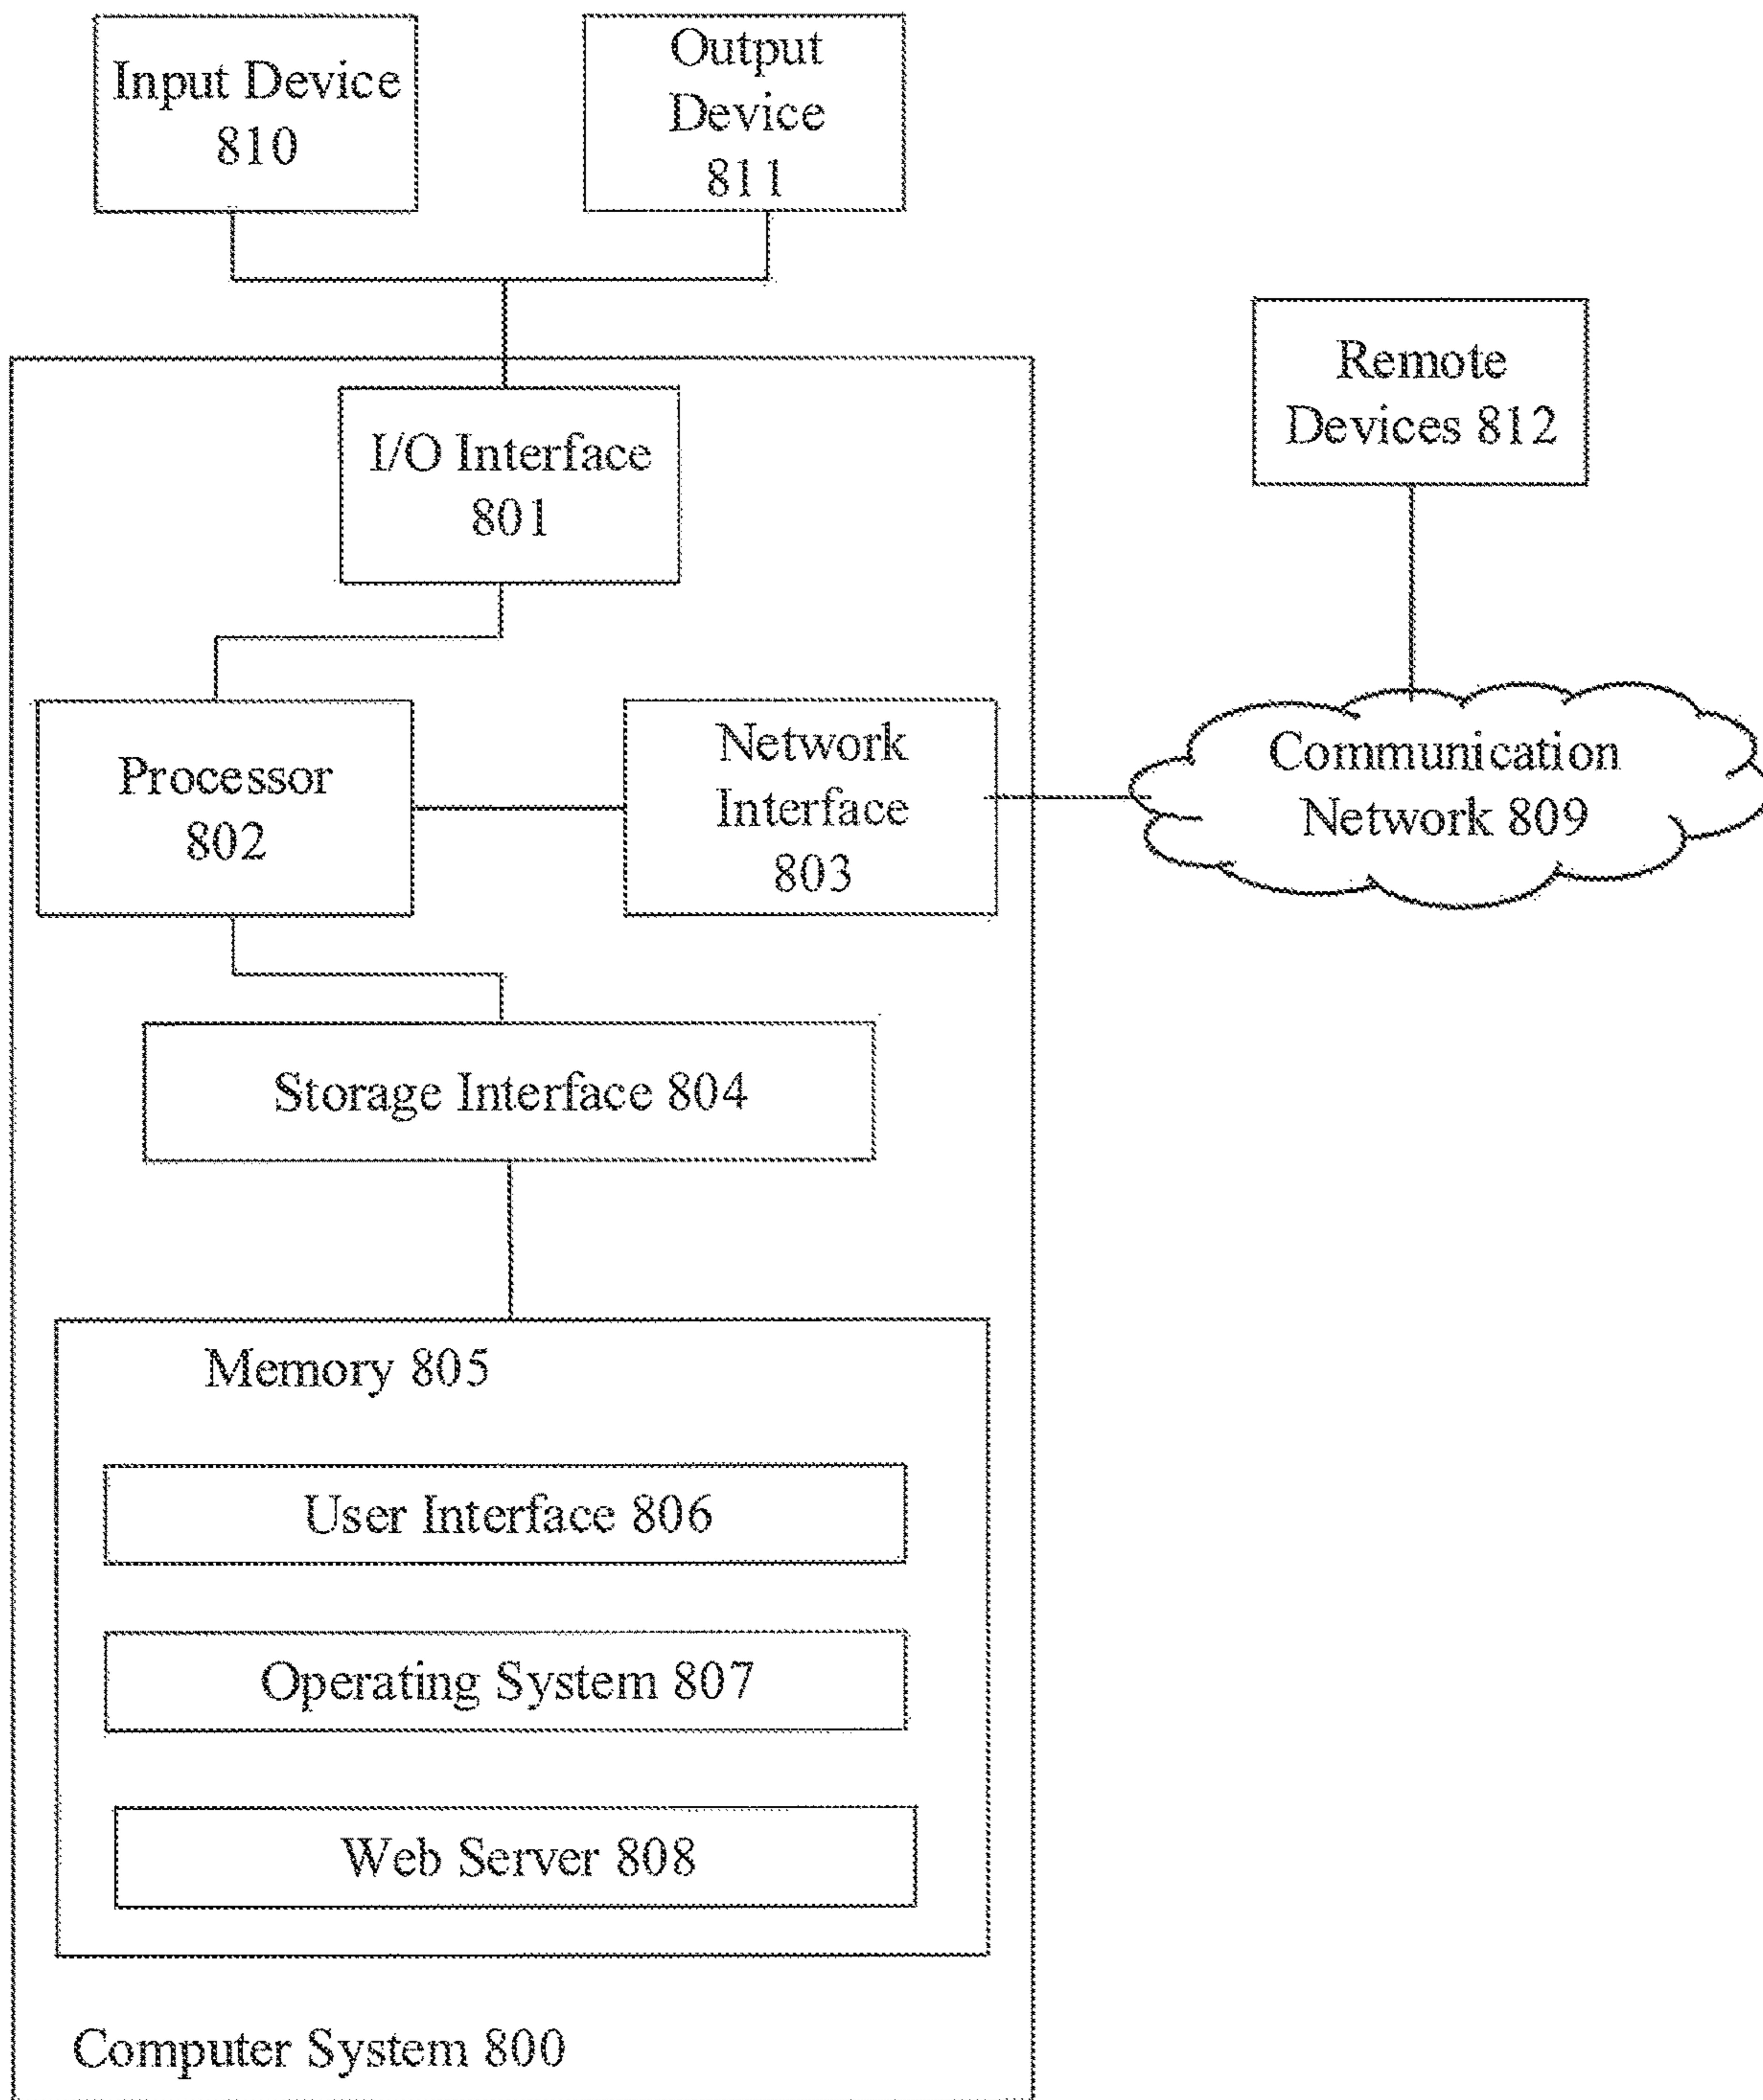 Input Device
810
Output
Device
811
Remote
Devices 812
I/O Interface
801
Processor
802
Network
Interface
803
Communication
Network 809
Storage Interface 804
Memory 805
User Interface 806
Operating System 807
Web Server 808
Computer System 800